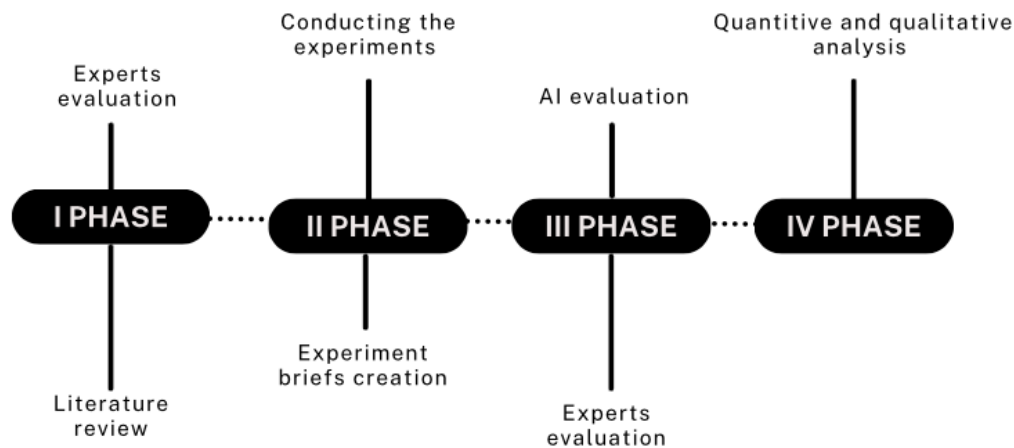 Conducting the
experiments
Quantitive and qualitative
analysis
Experts
evaluation
AI evaluation
I PHASE
II PHASE
III PHASE
IV PHASE
Experiment
briefs creation
Literature
review
Experts
evaluation